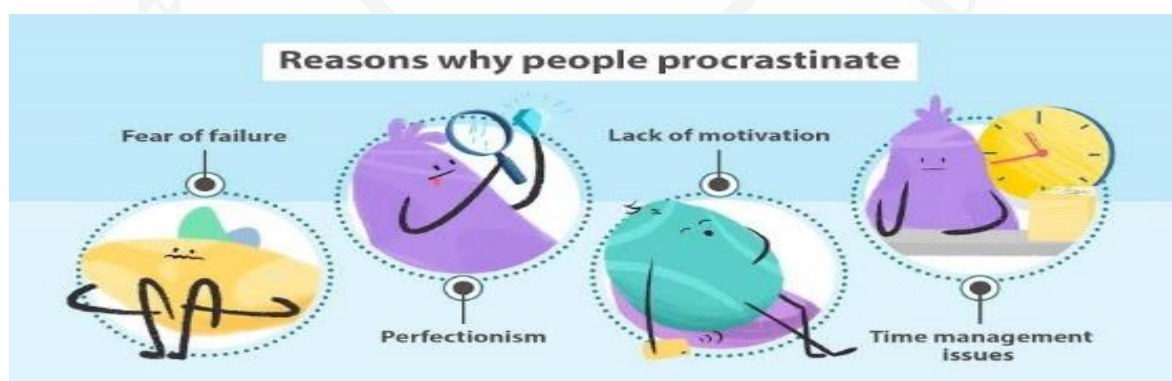 Reasons why people procrastinate
Fear of failure
Perfectionism
Lack of motivation
Time management
issues